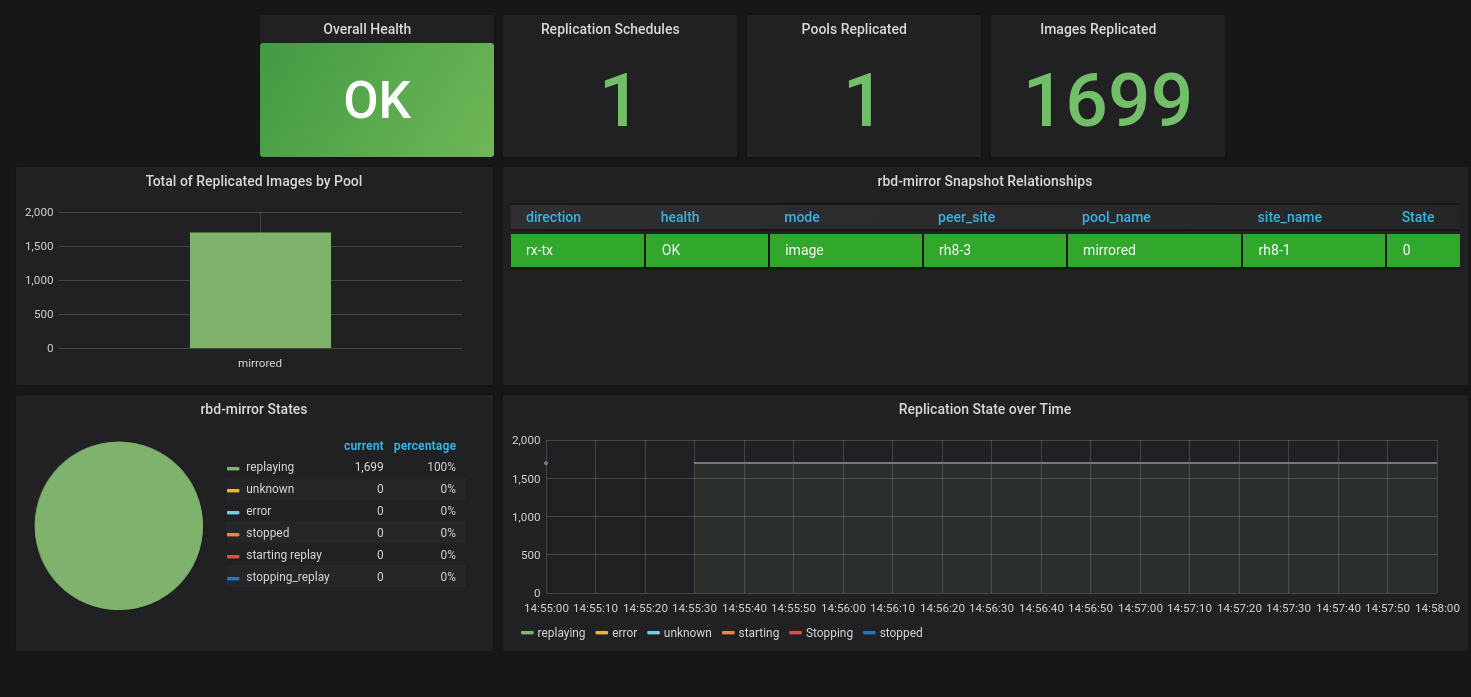 Overall Health
OK
Replication Schedules
1
Pools Replicated
1
Images Replicated
1699
Total of Replicated Images by Pool
2,000
1,500
1,000
500
0
mirrored
rbd-mirror Snapshot Relationships
direction health mode peer_site pool_name site_name State
rx-tx OK image rh8-3 mirrored rh8-1 0
rbd-mirror States
current percentage
replaying 1,699 100%
unknown 0 0%
error 0 0%
stopped 0 0%
starting replay 0 0%
stopping_replay 0 0%
Replication State over Time
2,000
1,500
1,000
500
0
14:55:00 14:55:10 14:55:20 14:55:30 14:55:40 14:55:50 14:56:00 14:56:10 14:56:20 14:56:30 14:56:40 14:56:50 14:57:00 14:57:10 14:57:20 14:57:30 14:57:40 14:57:50 14:58:00
replaying error unknown starting Stopping stopped